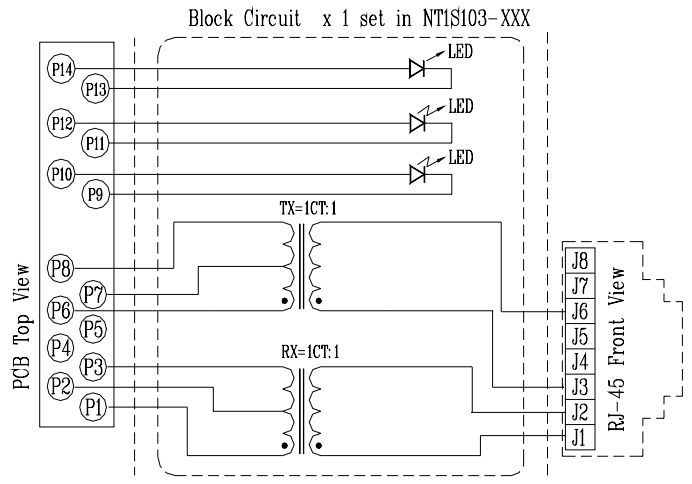 Block Circuit x 1 set in NT1S103-XXX
P14
LED
P13
P12
LED
P11
P10
LED
P9
TX=1CT:1
P8
P7
P6
P5
P4
P3
P2
P1
PCB Top View
RX=1CT:1
J8
J7
J6
J5
J4
J3
J2
J1
RJ-45 Front View